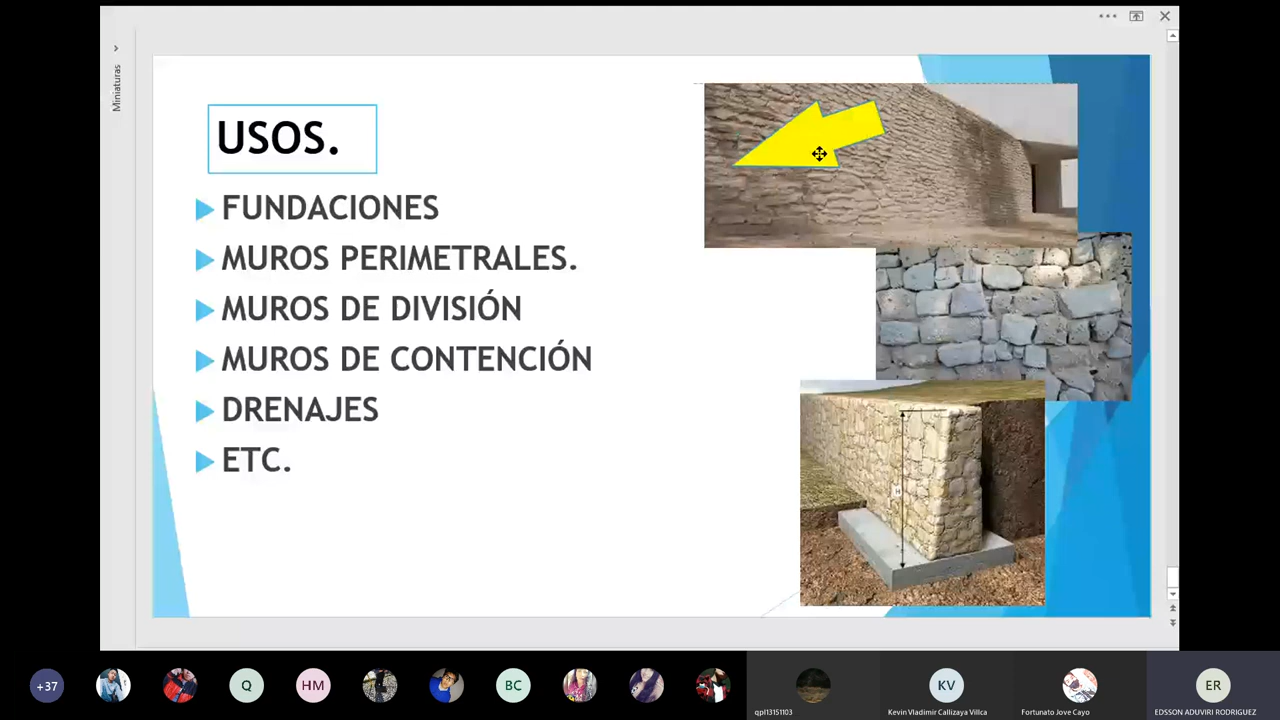 Miniaturas
USOS.
FUNDACIONES
MUROS PERIMETRALES.
MUROS DE DIVISIÓN
MUROS DE CONTENCIÓN
DRENAJES
ETC.
H
+37
Q
HM
BC
KV
ER
qpl13151103
Kevin Vladimir Callizaya Villca
Fortunato Jove Cayo
EDSSON ADUVIRI RODRIGUEZ